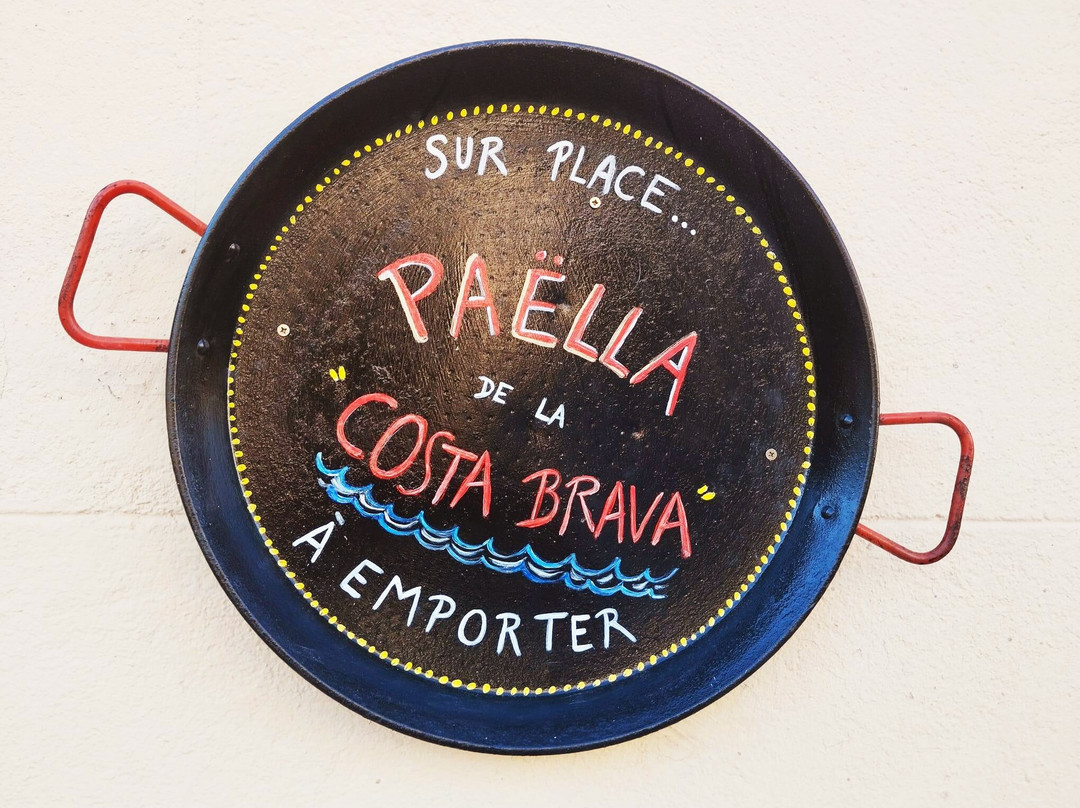 SUR PLACE...
PAËLLA
DE LA
"COSTA BRAVA"
À EMPORTER